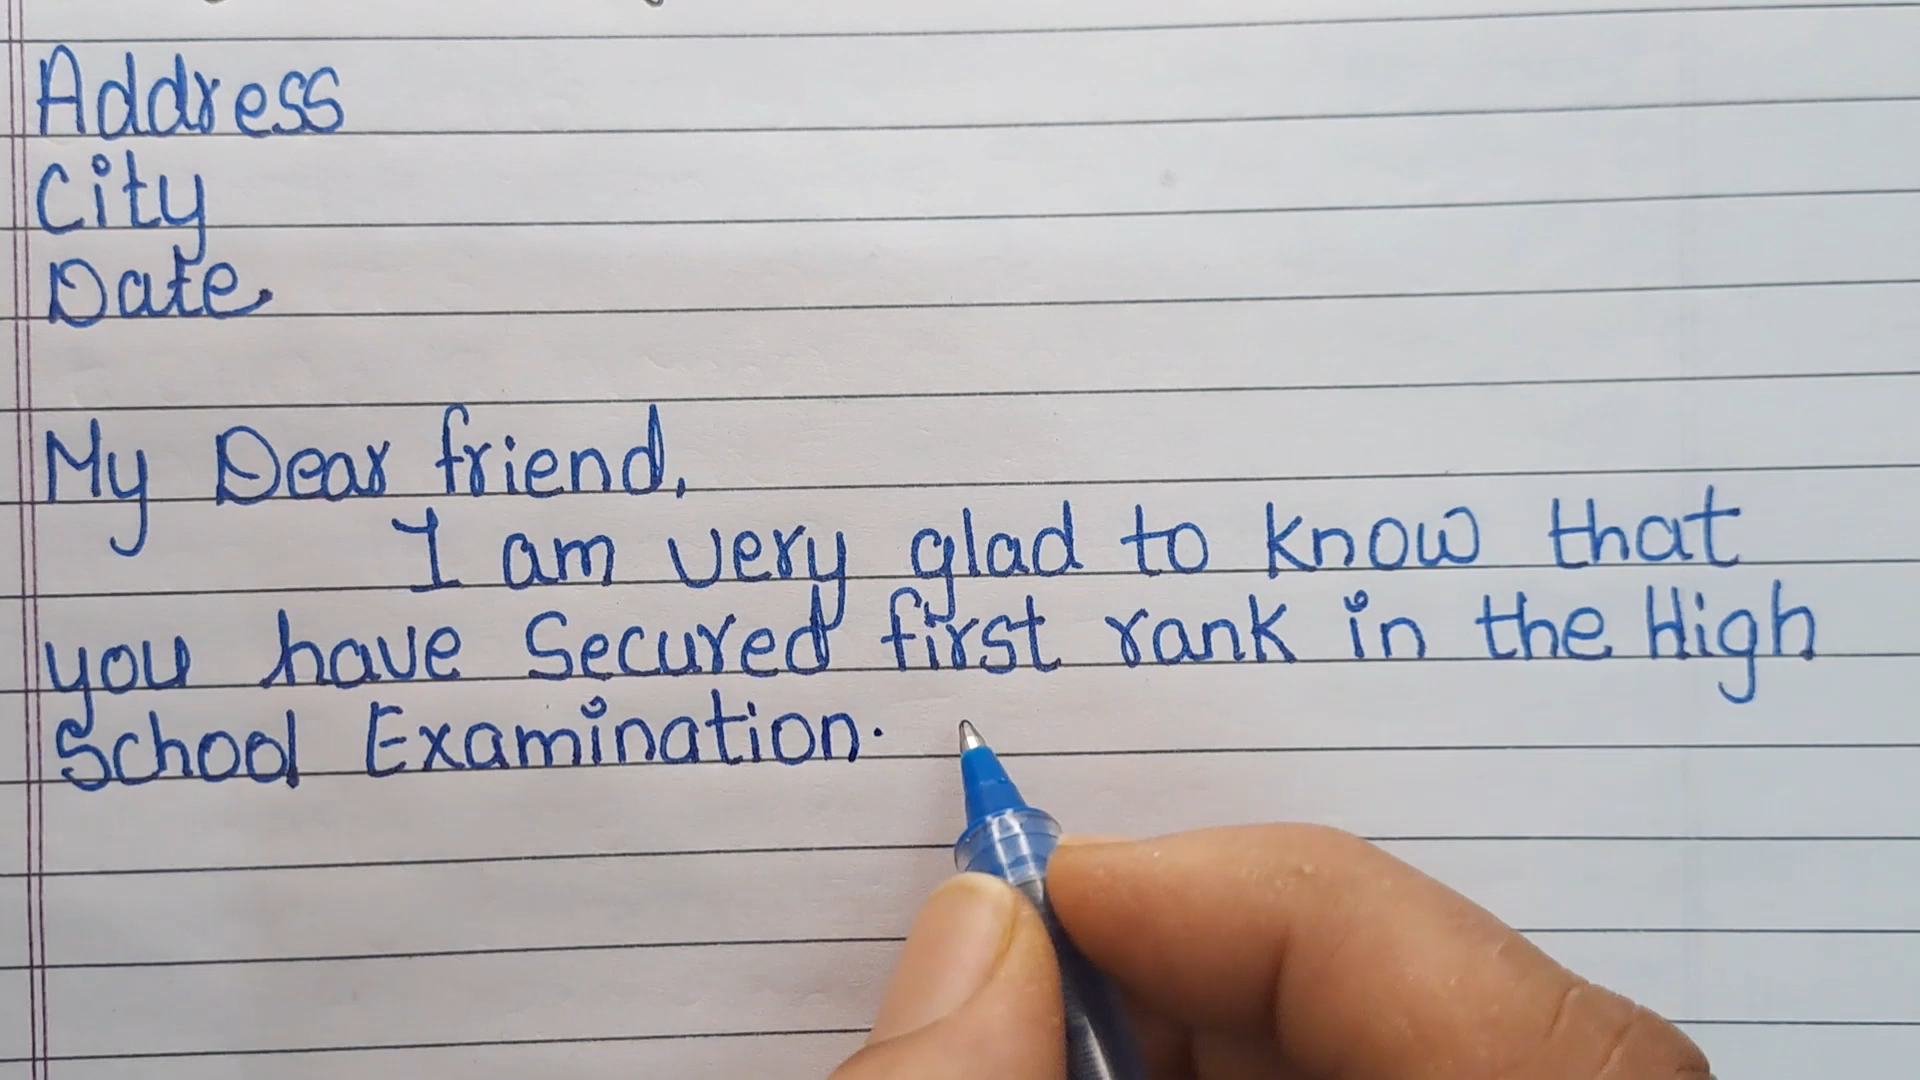 Address
City
Date.
My Dear friend,
I am very glad to know that
you have Secured first rank in the High
School Examination.